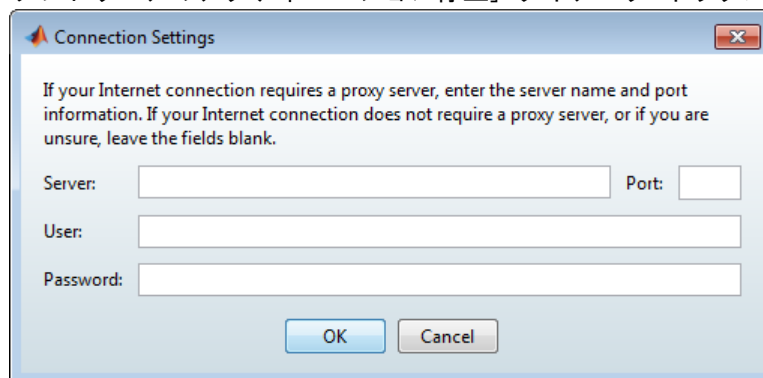 Connection Settings
If your Internet connection requires a proxy server, enter the server name and port
information. If your Internet connection does not require a proxy server, or if you are
unsure, leave the fields blank.
Server: Port:
User:
Password:
OK Cancel